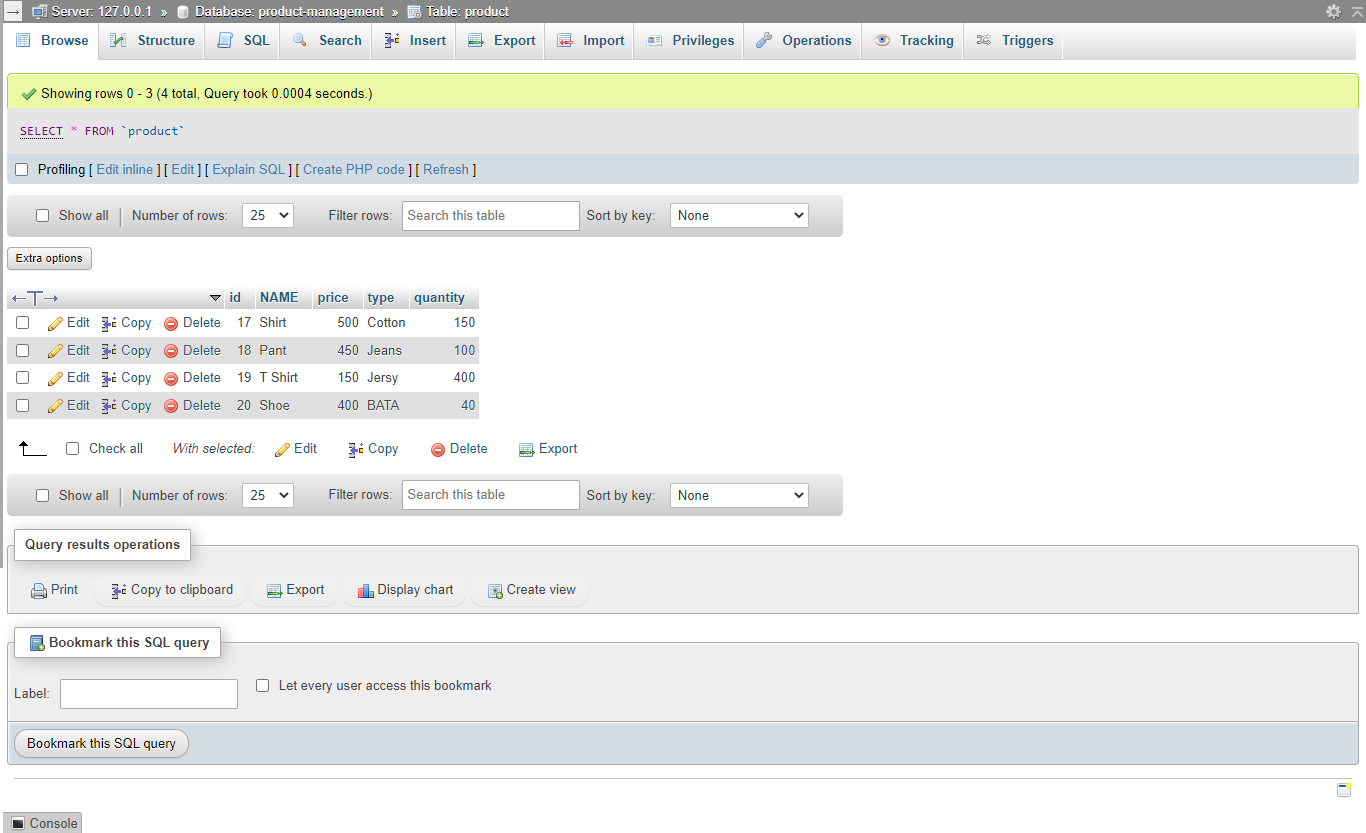 Server: 127.0.0.1 » Database: product-management » Table: product
Browse Structure SQL Search Insert Export Import Privileges Operations Tracking Triggers
Showing rows 0 - 3 (4 total, Query took 0.0004 seconds.)
SELECT * FROM `product`
Profiling [ Edit inline ] [ Edit ] [ Explain SQL ] [ Create PHP code ] [ Refresh ]
Show all Number of rows: 25 Filter rows: Search this table Sort by key: None
Extra options
←T→ id NAME price type quantity
Edit Copy Delete 17 Shirt 500 Cotton 150
Edit Copy Delete 18 Pant 450 Jeans 100
Edit Copy Delete 19 T Shirt 150 Jersy 400
Edit Copy Delete 20 Shoe 400 BATA 40
Check all With selected: Edit Copy Delete Export
Show all Number of rows: 25 Filter rows: Search this table Sort by key: None
Query results operations
Print Copy to clipboard Export Display chart Create view
Bookmark this SQL query
Label: Let every user access this bookmark
Bookmark this SQL query
Console